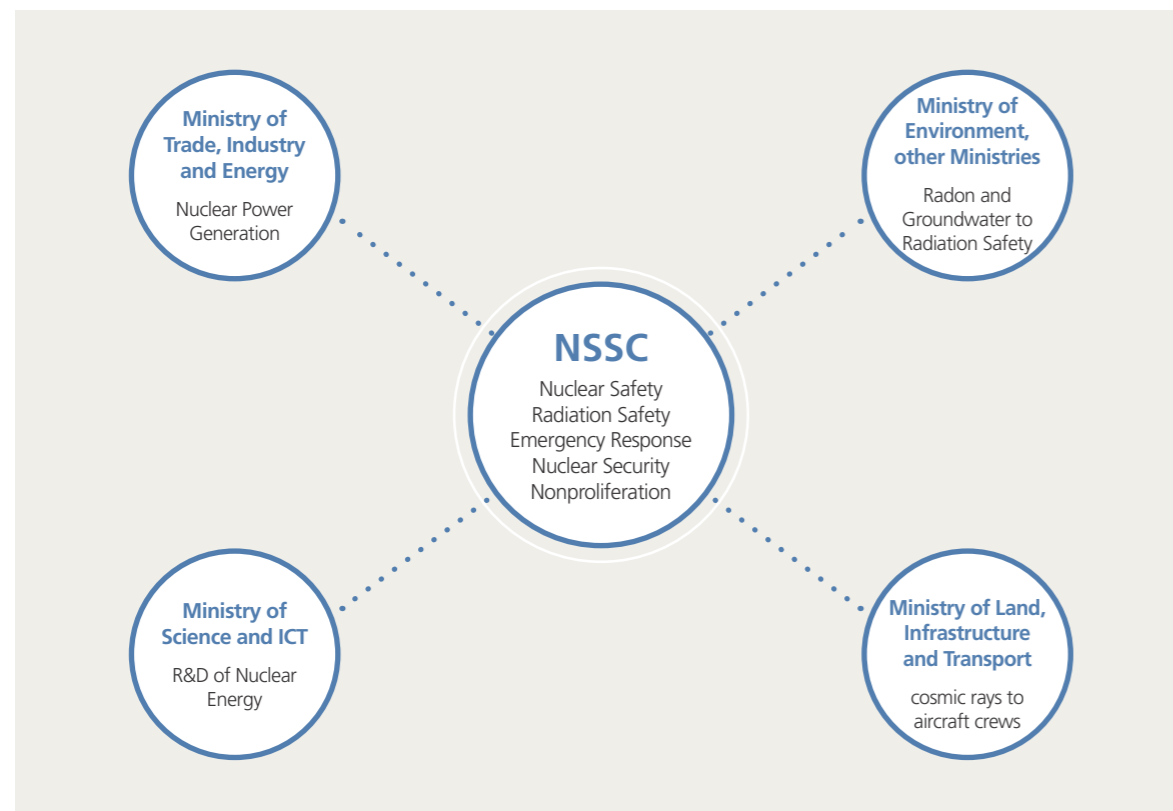 Ministry of
Trade, Industry
and Energy
Nuclear Power
Generation
Ministry of
Environment,
other Ministries
Radon and
Groundwater to
Radiation Safety
NSSC
Nuclear Safety
Radiation Safety
Emergency Response
Nuclear Security
Nonproliferation
Ministry of
Science and ICT
R&D of Nuclear
Energy
Ministry of Land,
Infrastructure
and Transport
cosmic rays to
aircraft crews